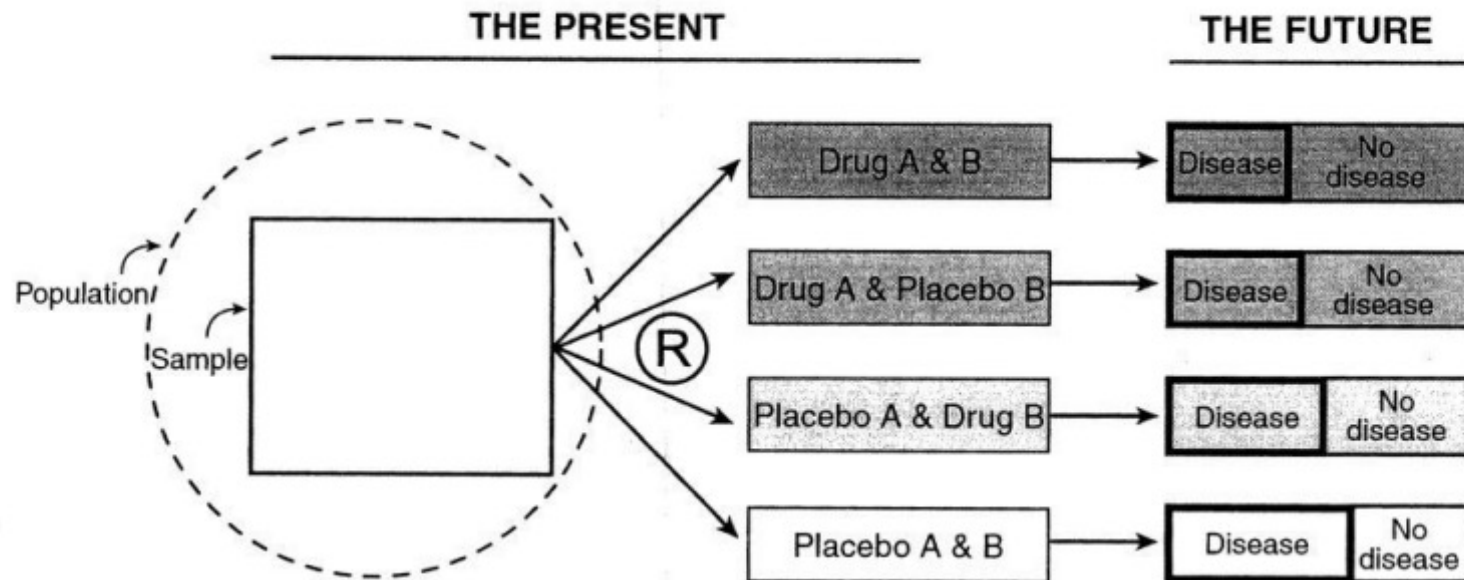 THE PRESENT
THE FUTURE
Population
Sample
R
Drug A & B
Disease
No
disease
Drug A & Placebo B
Disease
No
disease
Placebo A & Drug B
Disease
No
disease
Placebo A & B
Disease
No
disease